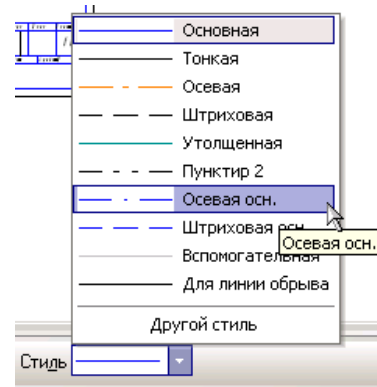 Основная
Тонкая
Осевая
Штриховая
Утолщенная
Пунктир 2
Осевая осн.
Штриховая осн.
Осевая осн.
Вспомогательная
Для линии обрыва
Другой стиль
Стиль